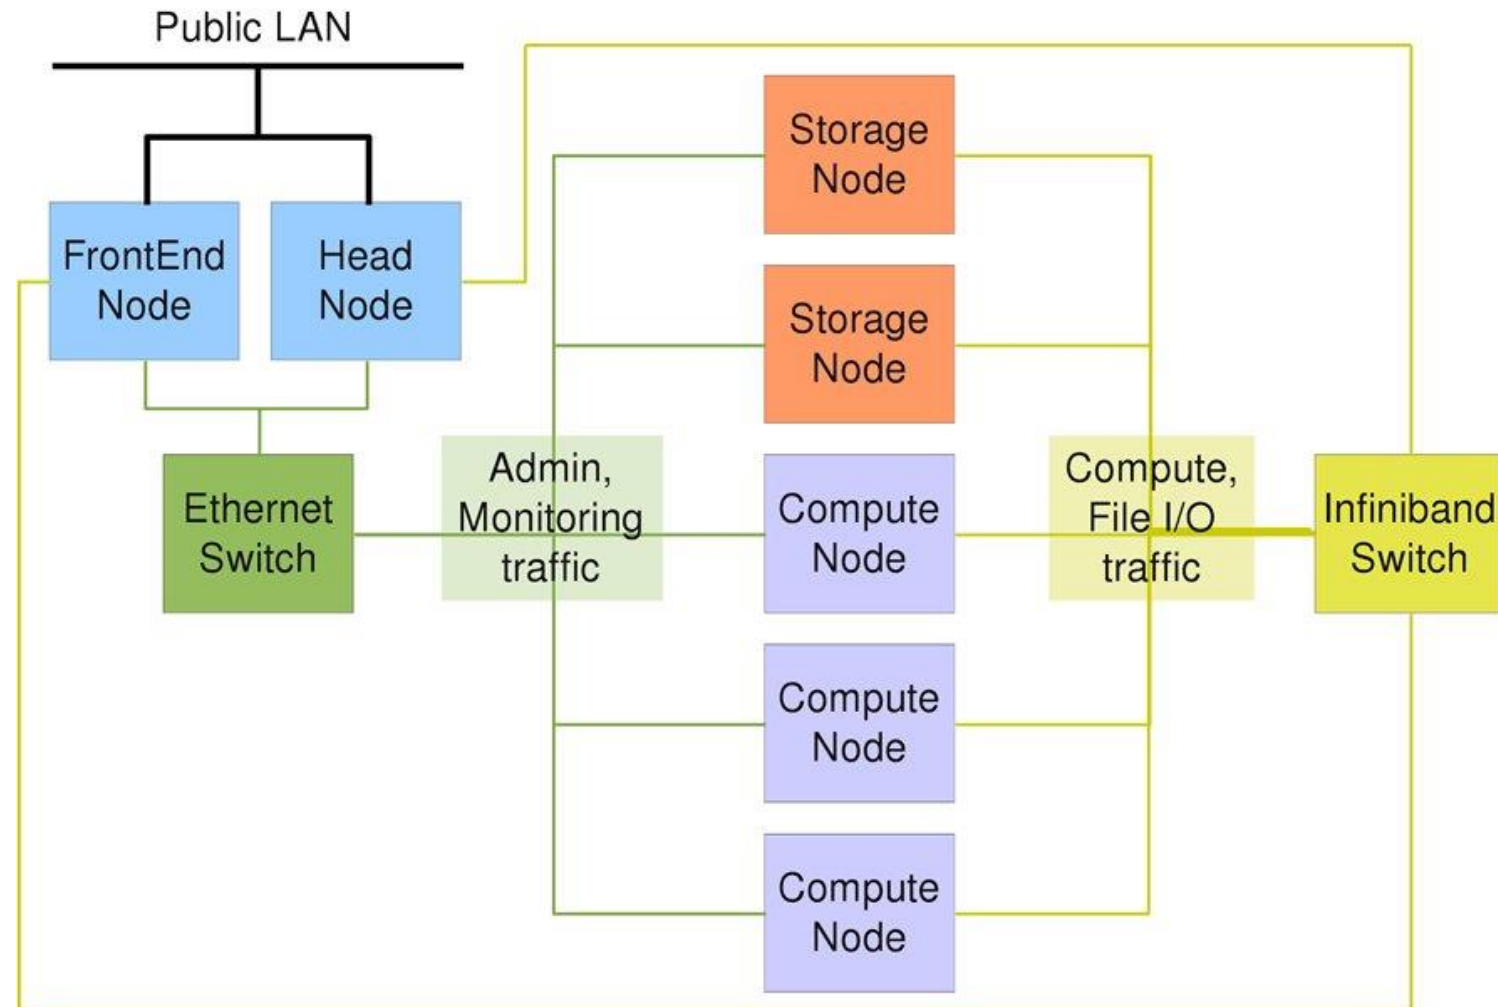 Public LAN
FrontEnd
Node
Head
Node
Ethernet
Switch
Admin,
Monitoring
traffic
Storage
Node
Storage
Node
Compute
Node
Compute
Node
Compute
Node
Compute,
File I/O
traffic
Infiniband
Switch